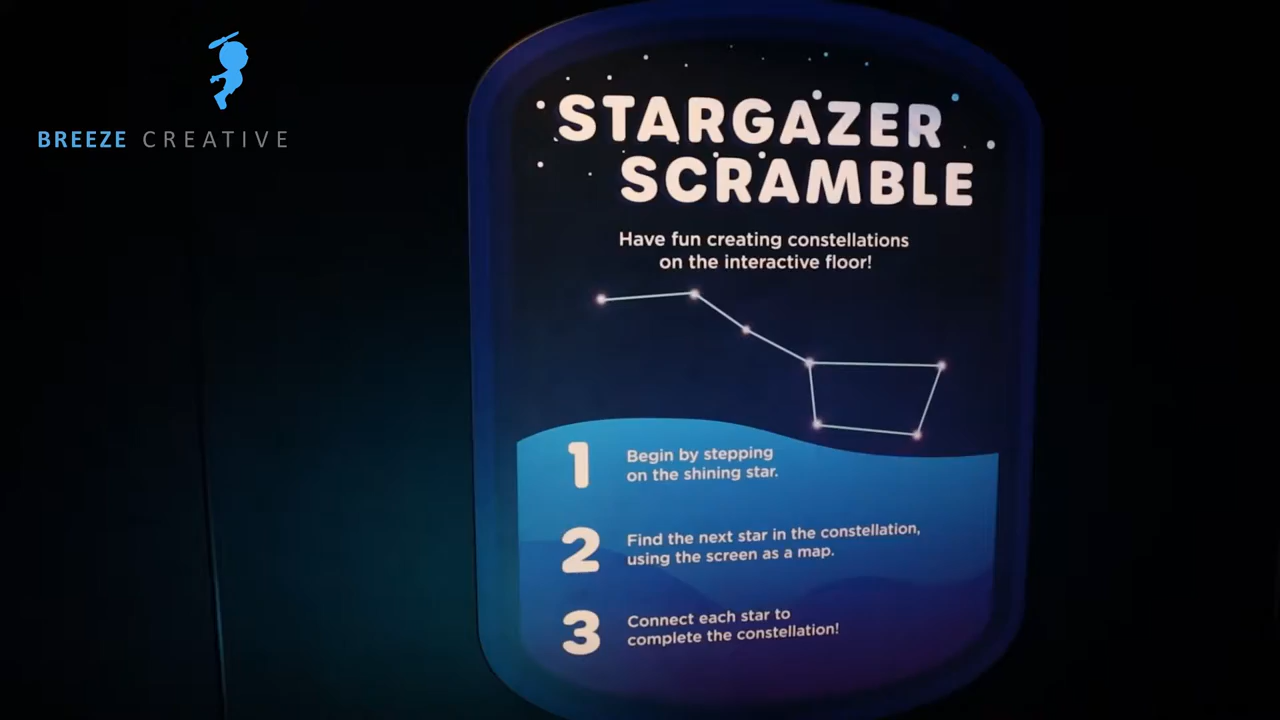 BREEZE CREATIVE
STARGAZER
SCRAMBLE
Have fun creating constellations
on the interactive floor!
1
Begin by stepping
on the shining star.
2
Find the next star in the constellation,
using the screen as a map.
3
Connect each star to
complete the constellation!